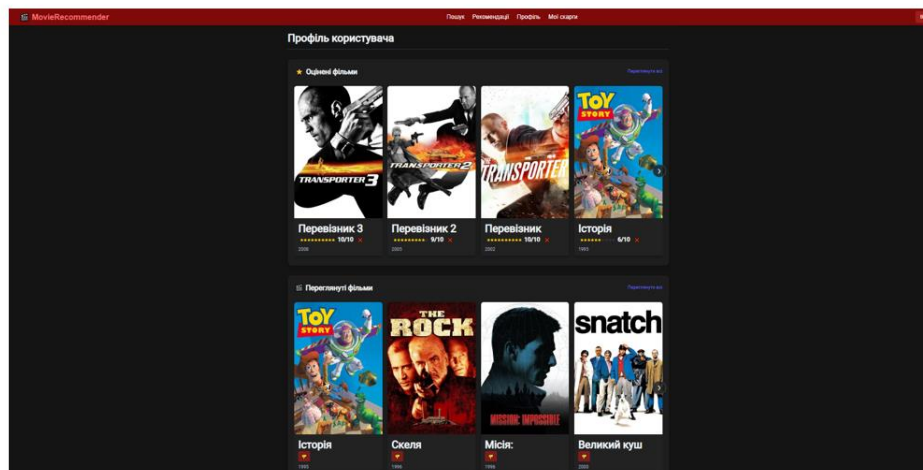 MovieRecommender
Пошук Рекомендації Профіль Мої скарги
Профіль користувача
Оцінені фільми
Переглянути всі
TRANSPORTER 3
TRANSPORTER 2
THE TRANSPORTER
TOY STORY
Перевізник 3
Перевізник 2
Перевізник
Історія
10/10
9/10
10/10
6/10
2008
2005
2002
1995
Переглянуті фільми
Переглянути всі
TOY STORY
THE ROCK
MISSION: IMPOSSIBLE
snatch
Історія
Скеля
Місія:
Великий куш
1995
1996
1996
2000